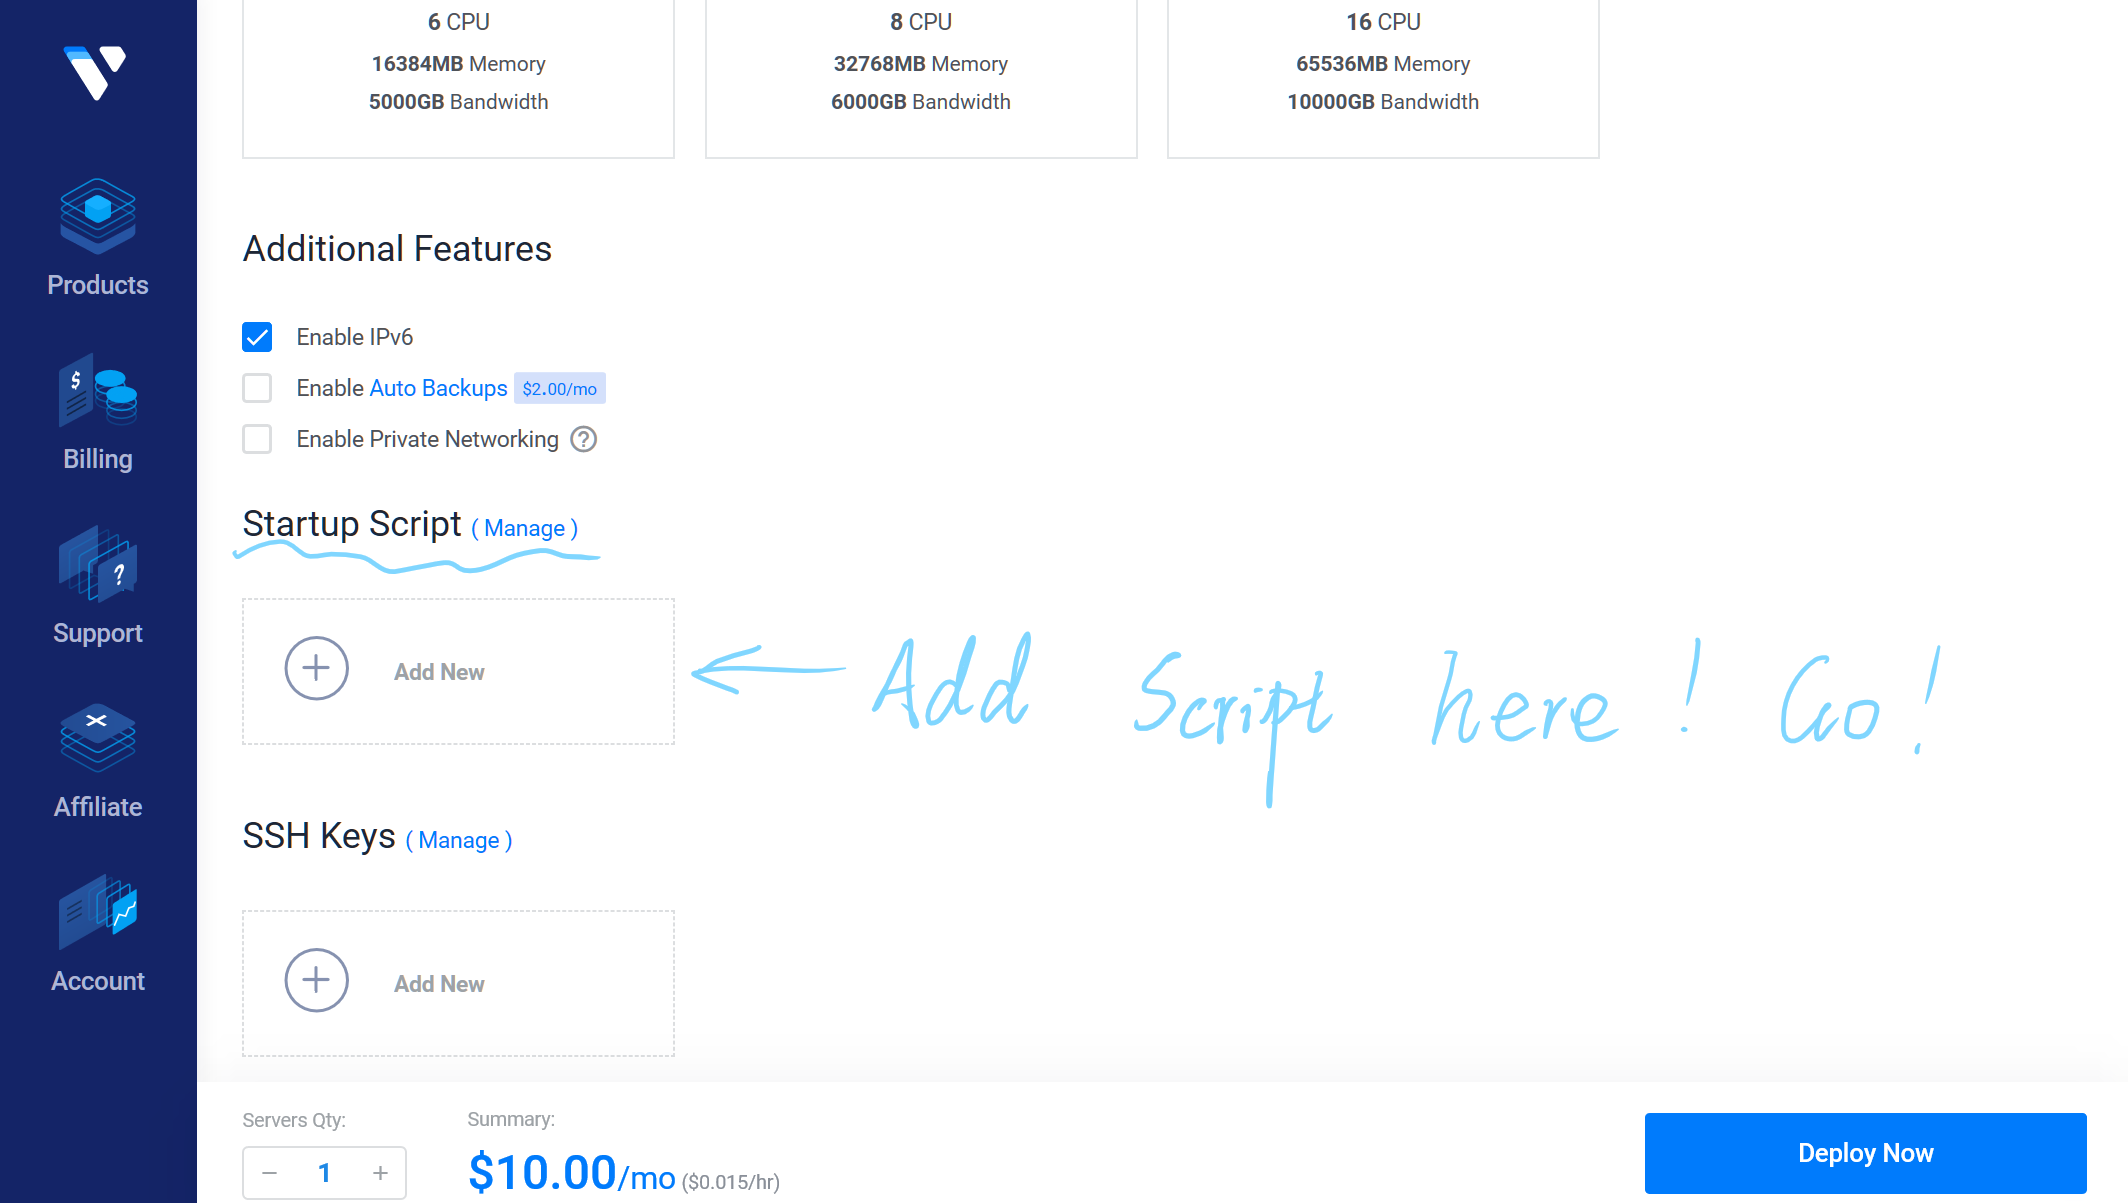 6 CPU
16384MB Memory
5000GB Bandwidth
8 CPU
32768MB Memory
6000GB Bandwidth
16 CPU
65536MB Memory
10000GB Bandwidth
Products
Billing
Support
Affiliate
Account
Additional Features
Enable IPv6
Enable Auto Backups $2.00/mo
Enable Private Networking ?
Startup Script ( Manage )
Add New
Add Script here! Go!
SSH Keys ( Manage )
Add New
Servers Qty:
− 1 +
Summary:
$10.00/mo ($0.015/hr)
Deploy Now